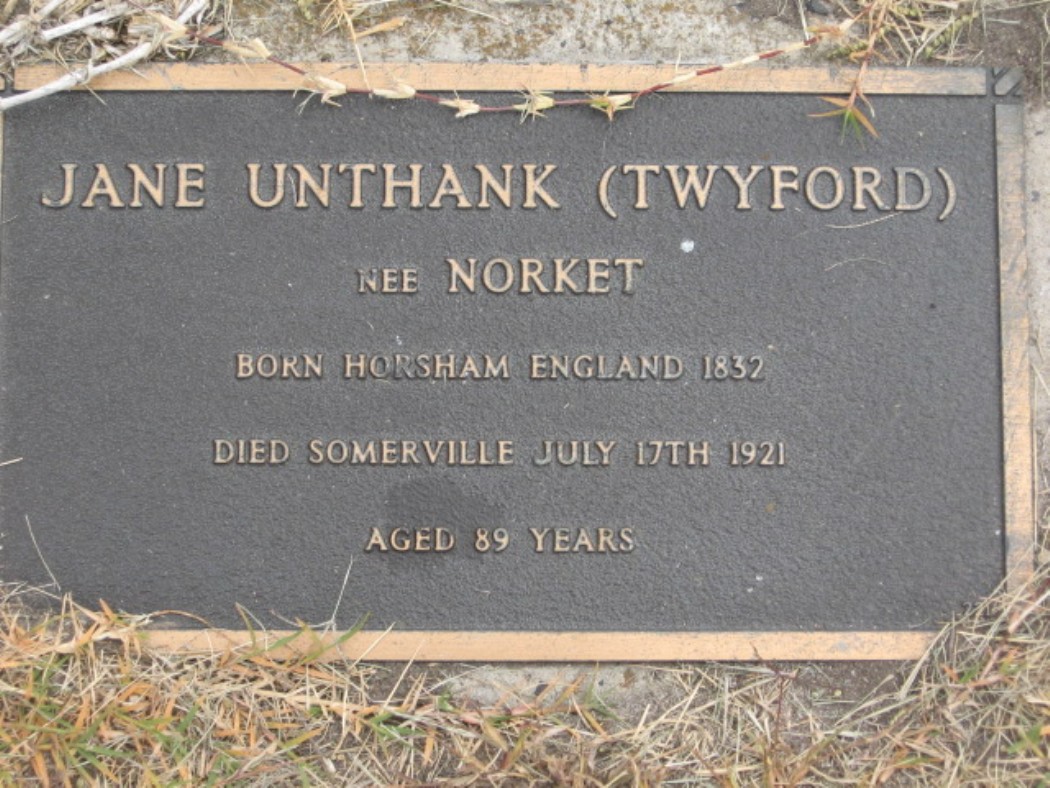 JANE UNTHANK (TWYFORD)
NEE NORKET
BORN HORSHAM ENGLAND 1832
DIED SOMERVILLE JULY 17TH 1921
AGED 89 YEARS